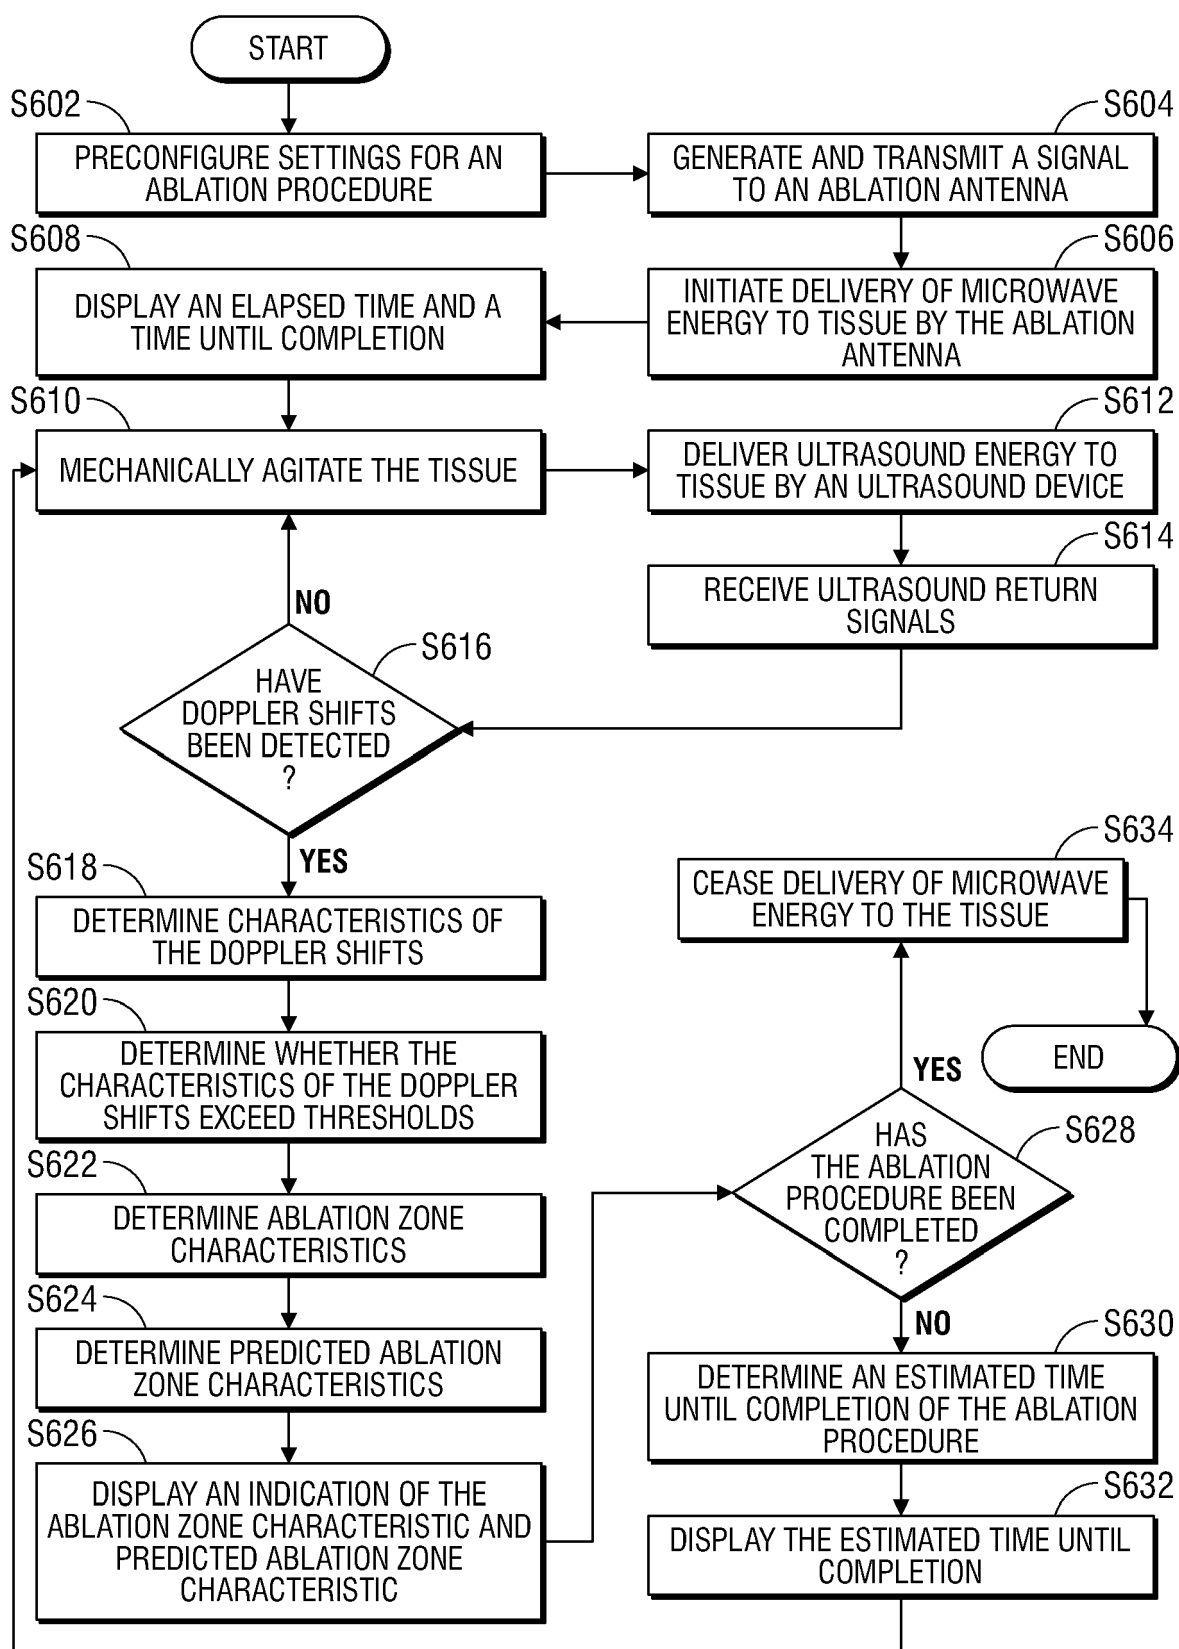 START
S602
PRECONFIGURE SETTINGS FOR AN
ABLATION PROCEDURE
S604
GENERATE AND TRANSMIT A SIGNAL
TO AN ABLATION ANTENNA
S606
INITIATE DELIVERY OF MICROWAVE
ENERGY TO TISSUE BY THE ABLATION
ANTENNA
S608
DISPLAY AN ELAPSED TIME AND A
TIME UNTIL COMPLETION
S610
MECHANICALLY AGITATE THE TISSUE
S612
DELIVER ULTRASOUND ENERGY TO
TISSUE BY AN ULTRASOUND DEVICE
S614
RECEIVE ULTRASOUND RETURN
SIGNALS
NO
S616
HAVE
DOPPLER SHIFTS
BEEN DETECTED
?
YES
S618
DETERMINE CHARACTERISTICS OF
THE DOPPLER SHIFTS
S620
DETERMINE WHETHER THE
CHARACTERISTICS OF THE DOPPLER
SHIFTS EXCEED THRESHOLDS
S622
DETERMINE ABLATION ZONE
CHARACTERISTICS
S624
DETERMINE PREDICTED ABLATION
ZONE CHARACTERISTICS
S626
DISPLAY AN INDICATION OF THE
ABLATION ZONE CHARACTERISTIC AND
PREDICTED ABLATION ZONE
CHARACTERISTIC
S634
CEASE DELIVERY OF MICROWAVE
ENERGY TO THE TISSUE
END
YES
S628
HAS
THE ABLATION
PROCEDURE BEEN
COMPLETED
?
NO
S630
DETERMINE AN ESTIMATED TIME
UNTIL COMPLETION OF THE ABLATION
PROCEDURE
S632
DISPLAY THE ESTIMATED TIME UNTIL
COMPLETION